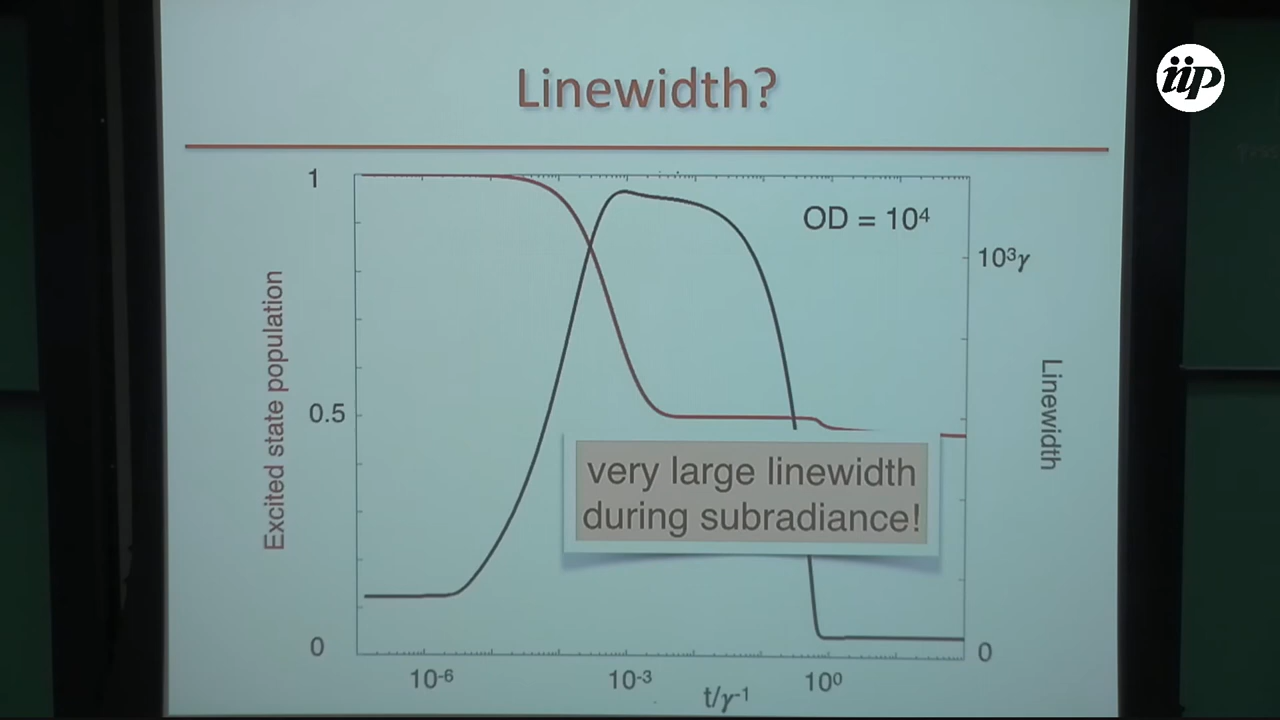 Linewidth?
iip
1
OD = 10⁴
10³γ
Excited state population
0.5
Linewidth
very large linewidth
during subradiance!
0
0
10⁻⁶
10⁻³
10⁰
t/γ⁻¹